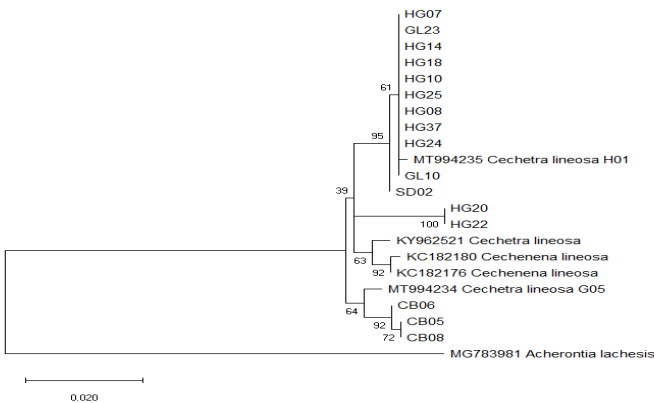 HG07
GL23
HG14
HG18
HG10
61
HG25
HG08
HG37
95
HG24
MT994235 Cechetra lineosa H01
GL10
39
SD02
HG20
100
HG22
KY962521 Cechetra lineosa
63
KC182180 Cechenena lineosa
92
KC182176 Cechenena lineosa
MT994234 Cechetra lineosa G05
64
CB06
92
CB05
72
CB08
MG783981 Acherontia lachesis
0.020